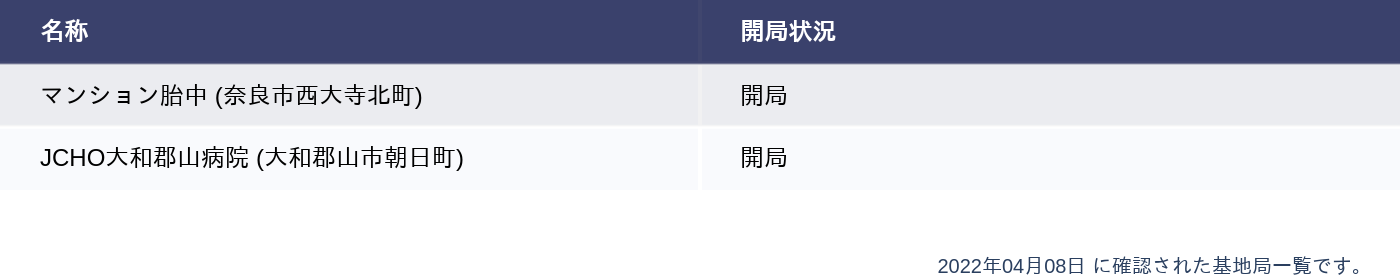 名称 開局状況
マンション胎中 (奈良市西大寺北町) 開局
JCHO大和郡山病院 (大和郡山市朝日町) 開局
2022年04月08日 に確認された基地局一覧です。